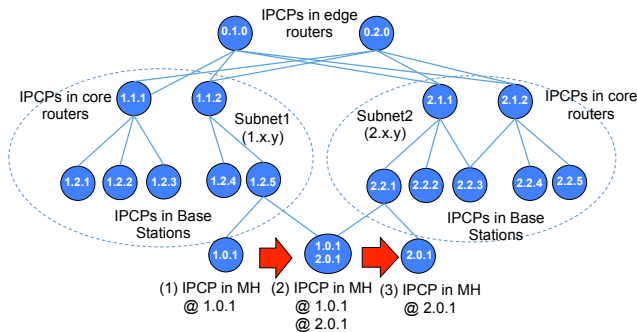 IPCPs in edge
routers
0.1.0
0.2.0
IPCPs in core
routers
1.1.1
1.1.2
2.1.1
2.1.2
IPCPs in core
routers
Subnet1
(1.x.y)
Subnet2
(2.x.y)
1.2.1
1.2.2
1.2.3
1.2.4
1.2.5
2.2.1
2.2.2
2.2.3
2.2.4
2.2.5
IPCPs in Base
Stations
IPCPs in Base
Stations
1.0.1
1.0.1
2.0.1
2.0.1
(1) IPCP in MH
@ 1.0.1
(2) IPCP in MH
@ 1.0.1
@ 2.0.1
(3) IPCP in MH
@ 2.0.1